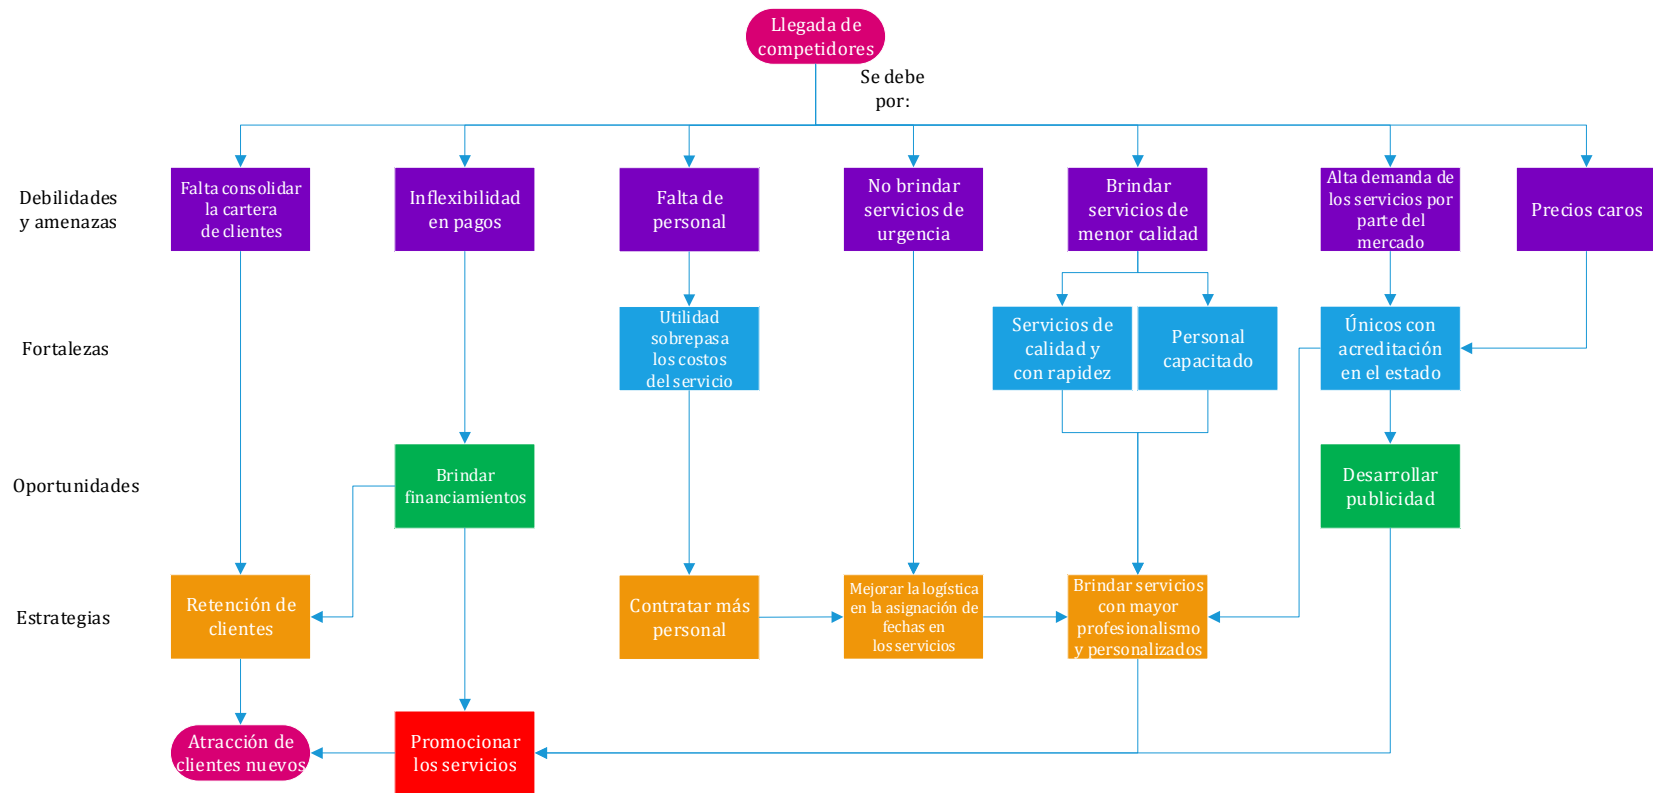 Llegada de
competidores
Se debe
por:
Debilidades
y amenazas
Falta consolidar
la cartera
de clientes
Inflexibilidad
en pagos
Falta de
personal
No brindar
servicios de
urgencia
Brindar
servicios de
menor calidad
Alta demanda de
los servicios por
parte del
mercado
Precios caros
Fortalezas
Utilidad
sobrepasa
los costos
del servicio
Servicios de
calidad y
con rapidez
Personal
capacitado
Únicos con
acreditación
en el estado
Oportunidades
Brindar
financiamientos
Desarrollar
publicidad
Estrategias
Retención de
clientes
Contratar más
personal
Mejorar la logística
en la asignación de
fechas en
los servicios
Brindar servicios
con mayor
profesionalismo
y personalizados
Atracción de
clientes nuevos
Promocionar
los servicios